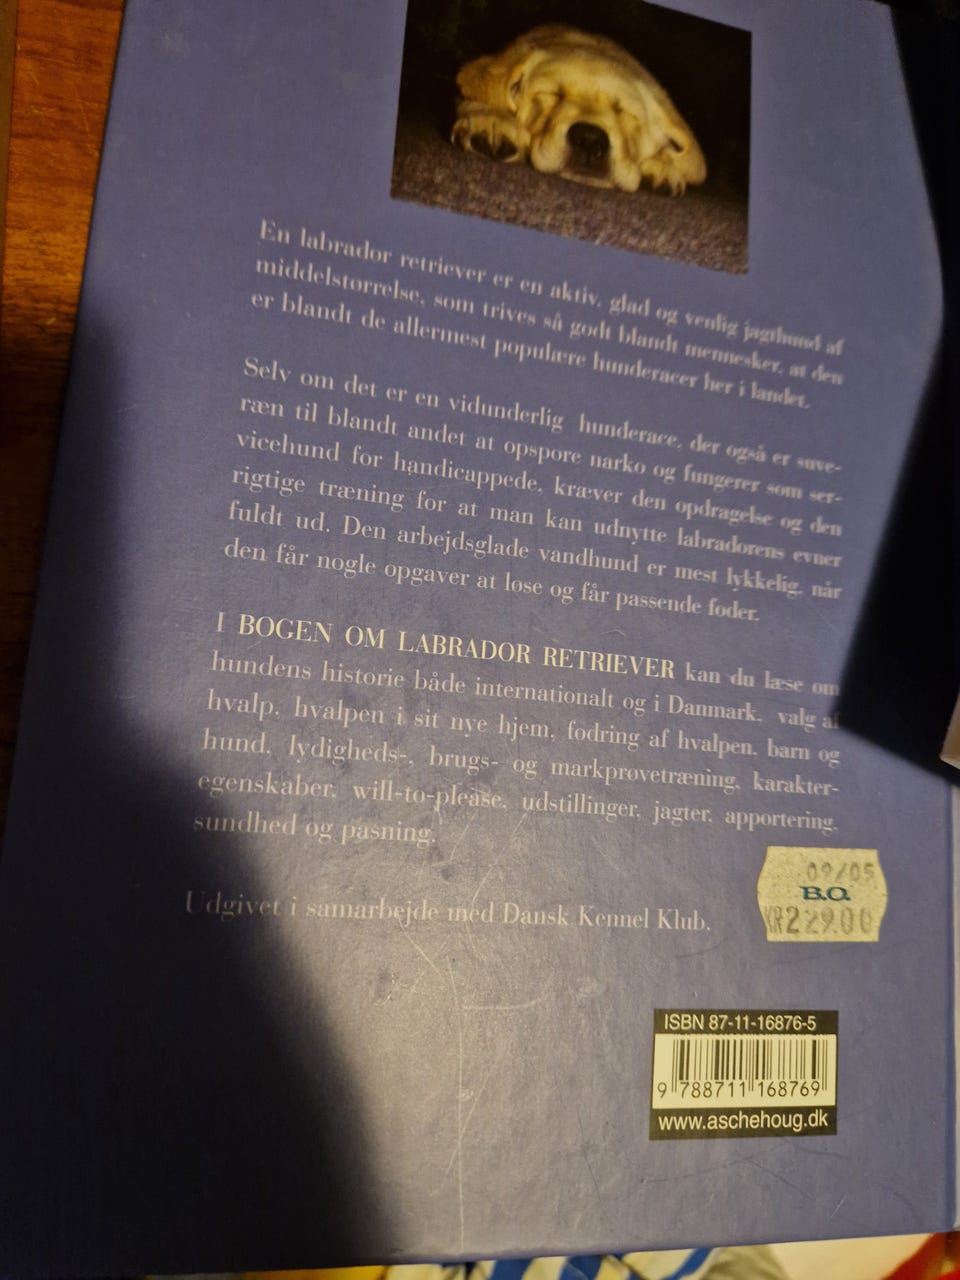 En labrador retriever er en aktiv, glad og venlig jagthund af
middelstørrelse, som trives så godt blandt mennesker, at den
er blandt de allermest populære hunderacer her i landet.
Selv om det er en vidunderlig hunderace, der også er suve-
ræn til blandt andet at opspore narko og fungerer som ser-
vicehund for handicappede, kræver den opdragelse og den
rigtige træning for at man kan udnytte labradorens evner
fuldt ud. Den arbejdsglade vandhund er mest lykkelig, når
den får nogle opgaver at løse og får passende foder.
I BOGEN OM LABRADOR RETRIEVER kan du læse om
hundens historie både internationalt og i Danmark, valg af
hvalp, hvalpen i sit nye hjem, fodring af hvalpen, barn og
hund, lydigheds-, brugs- og markprøvetræning, karakter-
egenskaber, will-to-please, udstillinger, jagter, apportering,
sundhed og pasning.
Udgivet i samarbejde med Dansk Kennel Klub.
09/05
B.O.
KR229.00
ISBN 87-11-16876-5
9 788711 168769
www.aschehoug.dk